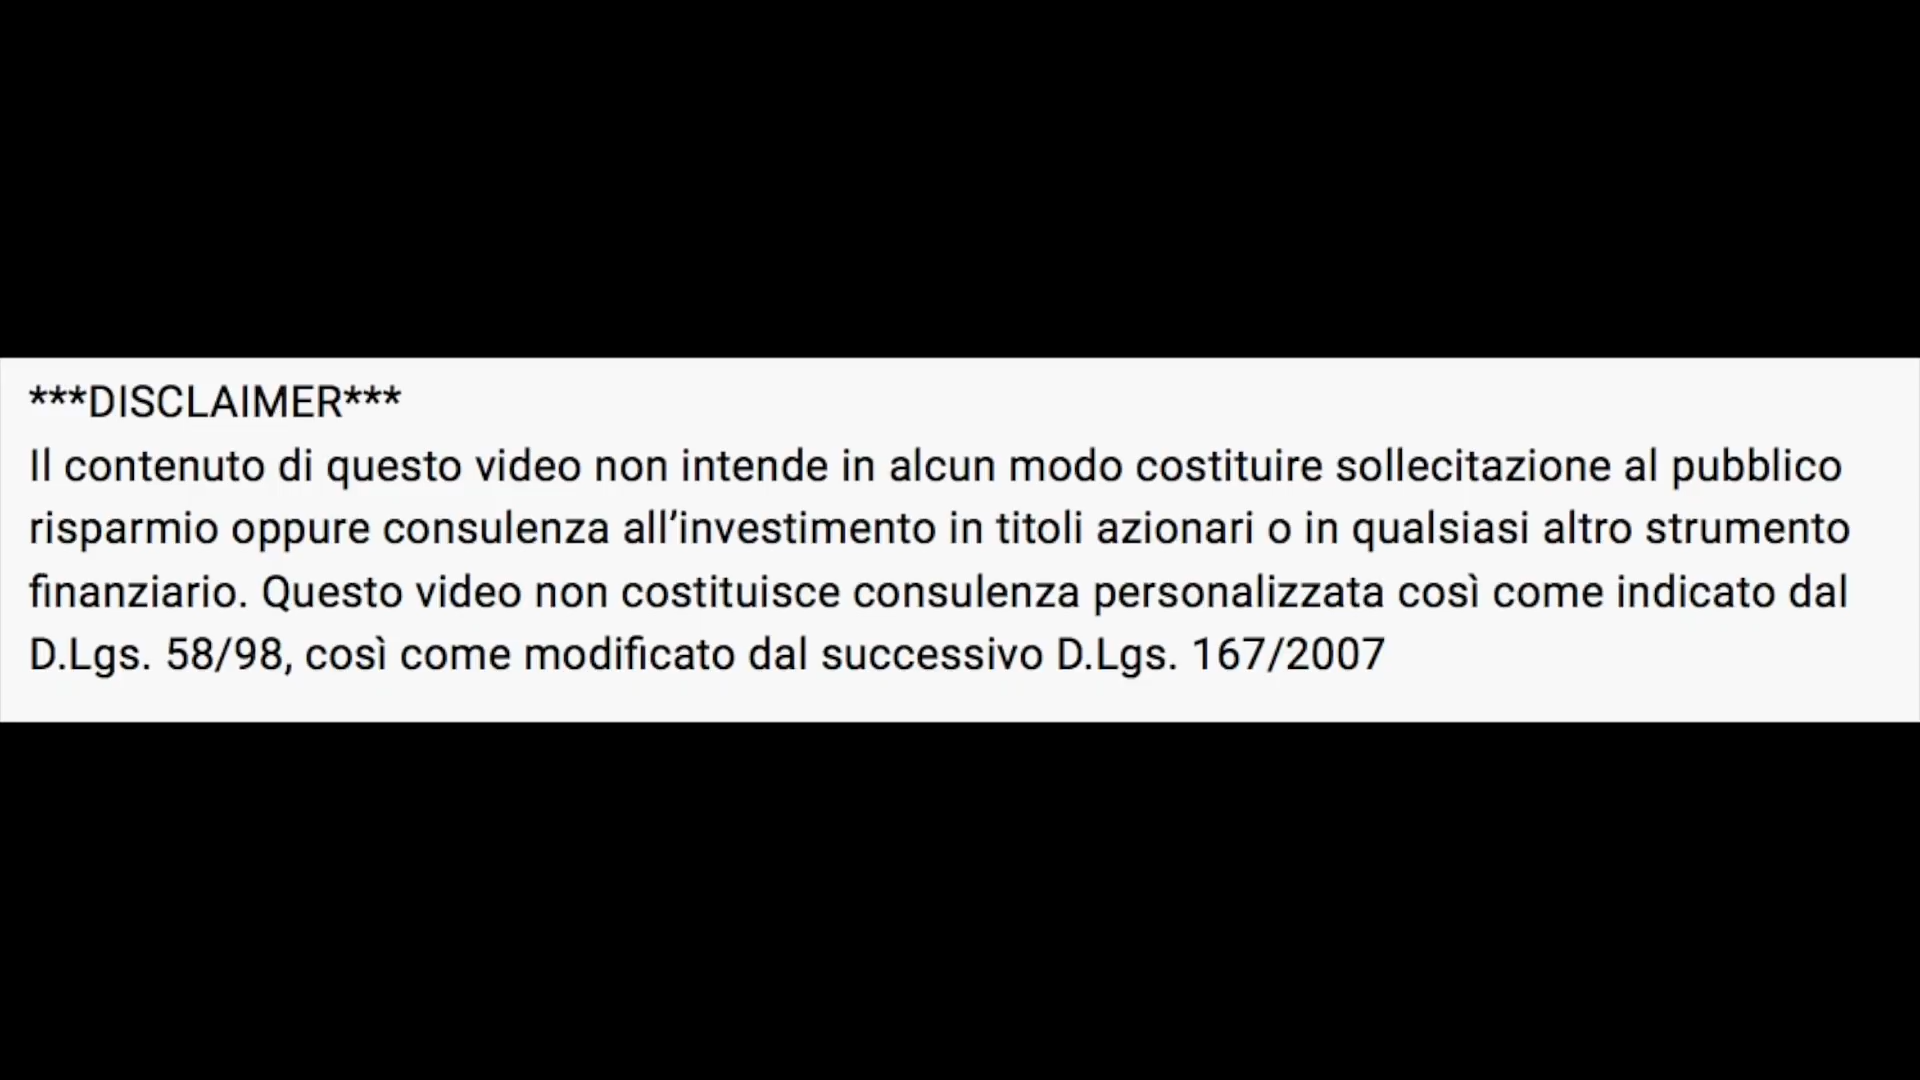 ***DISCLAIMER***
Il contenuto di questo video non intende in alcun modo costituire sollecitazione al pubblico
risparmio oppure consulenza all’investimento in titoli azionari o in qualsiasi altro strumento
finanziario. Questo video non costituisce consulenza personalizzata così come indicato dal
D.Lgs. 58/98, così come modificato dal successivo D.Lgs. 167/2007